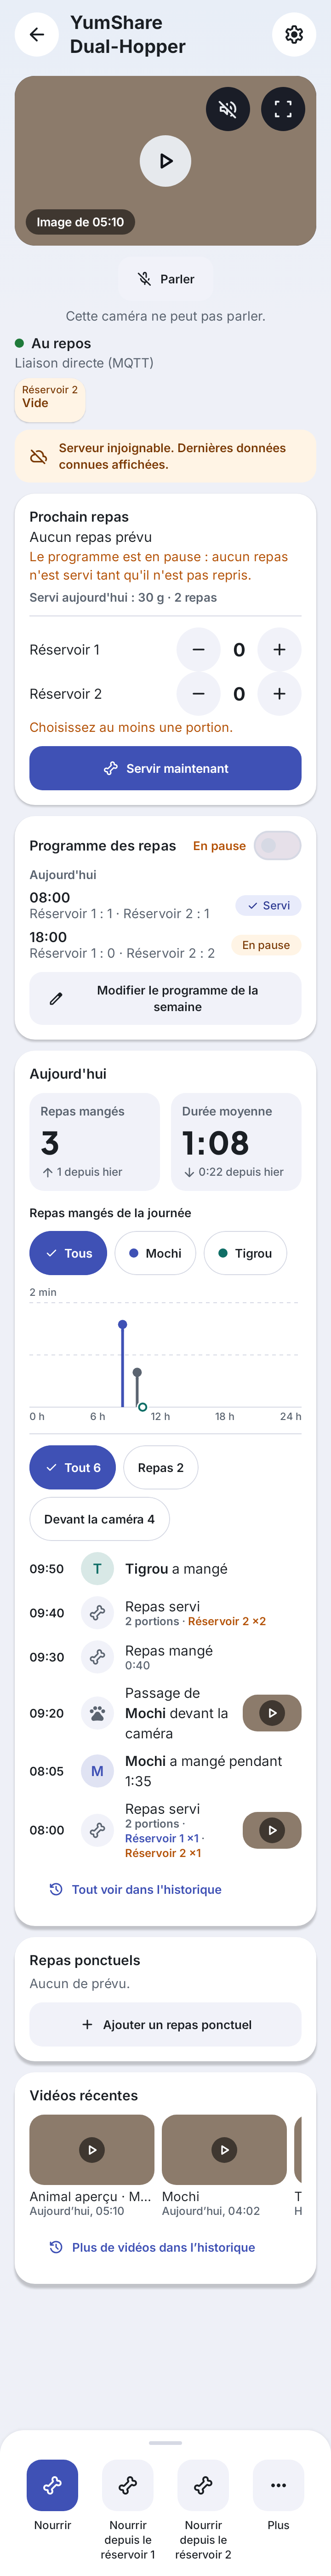 YumShare
Dual-Hopper
Image de 05:10
Parler
Cette caméra ne peut pas parler.
Au repos
Liaison directe (MQTT)
Réservoir 2
Vide
Serveur injoignable. Dernières données
connues affichées.
Prochain repas
Aucun repas prévu
Le programme est en pause : aucun repas
n'est servi tant qu'il n'est pas repris.
Servi aujourd'hui : 30 g · 2 repas
Réservoir 1
0
Réservoir 2
0
Choisissez au moins une portion.
Servir maintenant
Programme des repas
En pause
Aujourd'hui
08:00
Réservoir 1 : 1 · Réservoir 2 : 1
Servi
18:00
Réservoir 1 : 0 · Réservoir 2 : 2
En pause
Modifier le programme de la
semaine
Aujourd'hui
Repas mangés
3
1 depuis hier
Durée moyenne
1:08
0:22 depuis hier
Repas mangés de la journée
Tous
Mochi
Tigrou
2 min
0 h 6 h 12 h 18 h 24 h
Tout 6
Repas 2
Devant la caméra 4
09:50
T
Tigrou a mangé
09:40
Repas servi
2 portions · Réservoir 2 ×2
09:30
Repas mangé
0:40
09:20
Passage de
Mochi devant la
caméra
08:05
M
Mochi a mangé pendant
1:35
08:00
Repas servi
2 portions ·
Réservoir 1 ×1 ·
Réservoir 2 ×1
Tout voir dans l'historique
Repas ponctuels
Aucun de prévu.
Ajouter un repas ponctuel
Vidéos récentes
Animal aperçu · M...
Aujourd'hui, 05:10
Mochi
Aujourd'hui, 04:02
T
H
Plus de vidéos dans l'historique
Nourrir
Nourrir
depuis le
réservoir 1
Nourrir
depuis le
réservoir 2
Plus